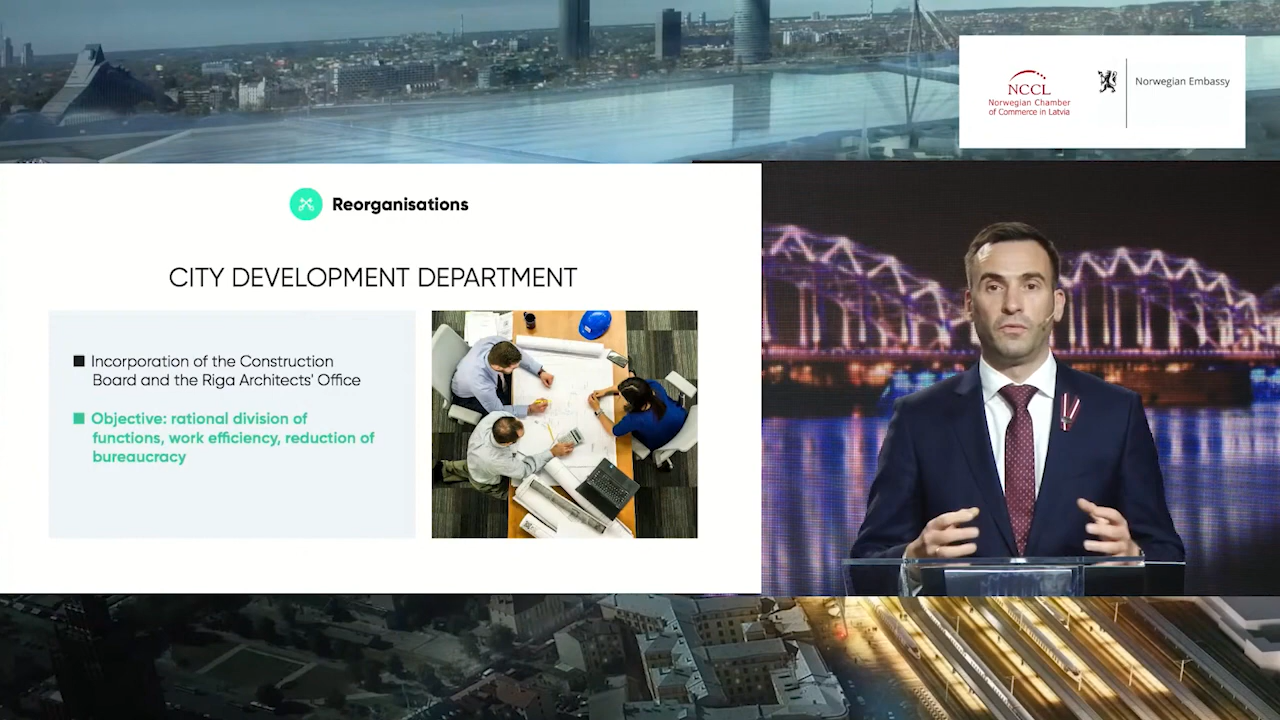 NCCL
Norwegian Chamber
of Commerce in Latvia
Norwegian Embassy
Reorganisations
CITY DEVELOPMENT DEPARTMENT
Incorporation of the Construction
Board and the Riga Architects' Office
Objective: rational division of
functions, work efficiency, reduction of
bureaucracy